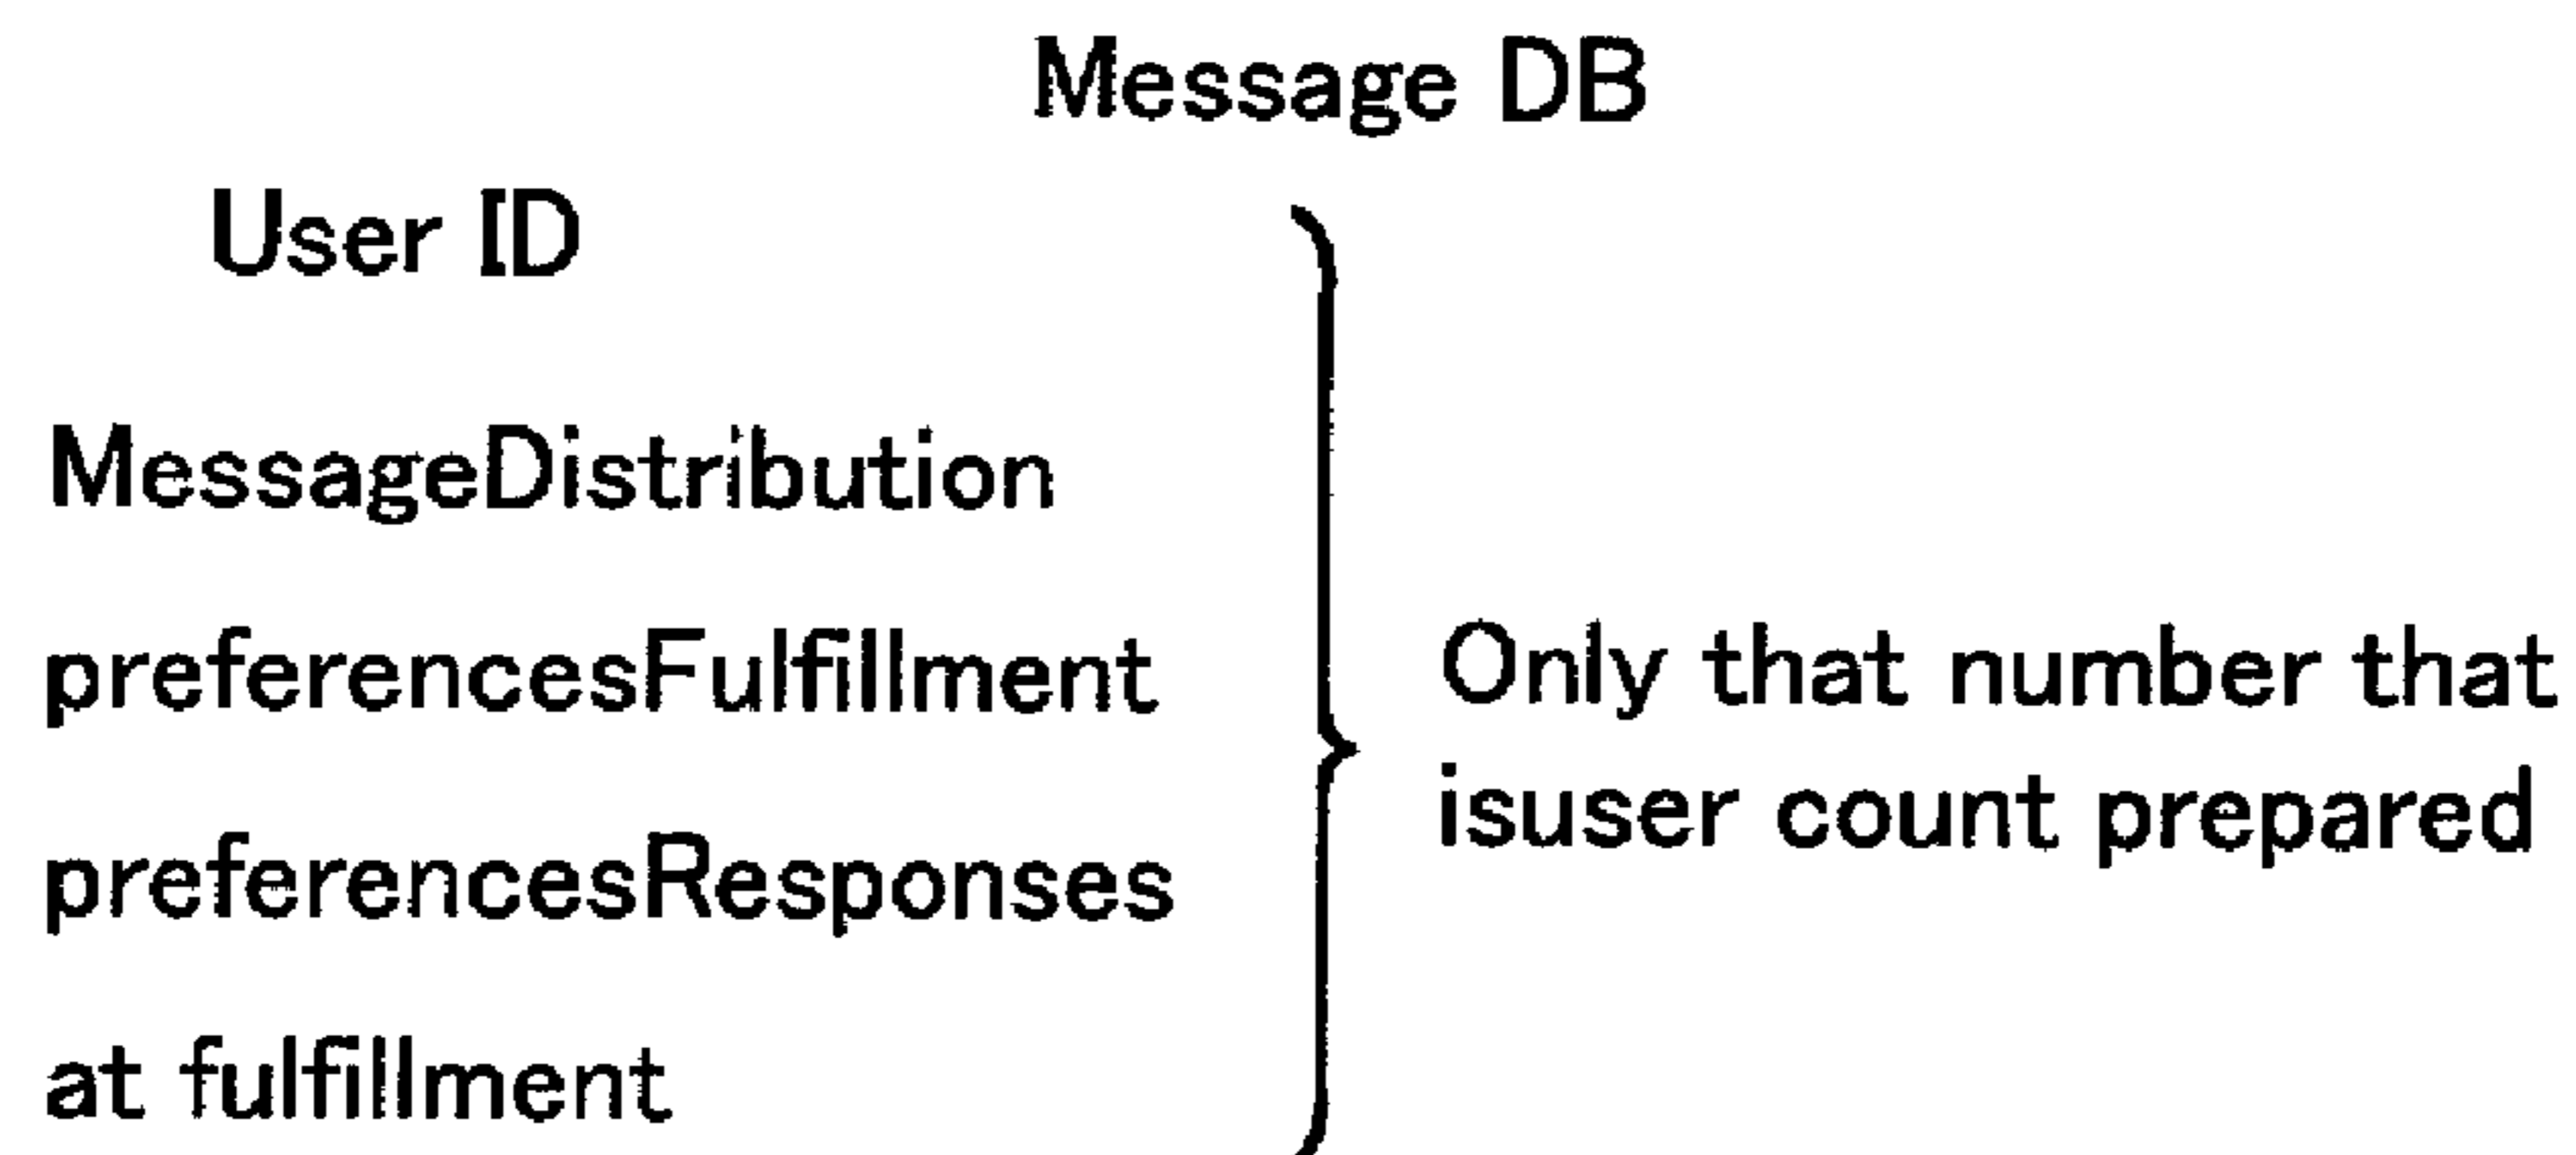 Message DB
User ID
MessageDistribution
preferencesFulfillment
preferencesResponses
at fulfillment
Only that number that
isuser count prepared